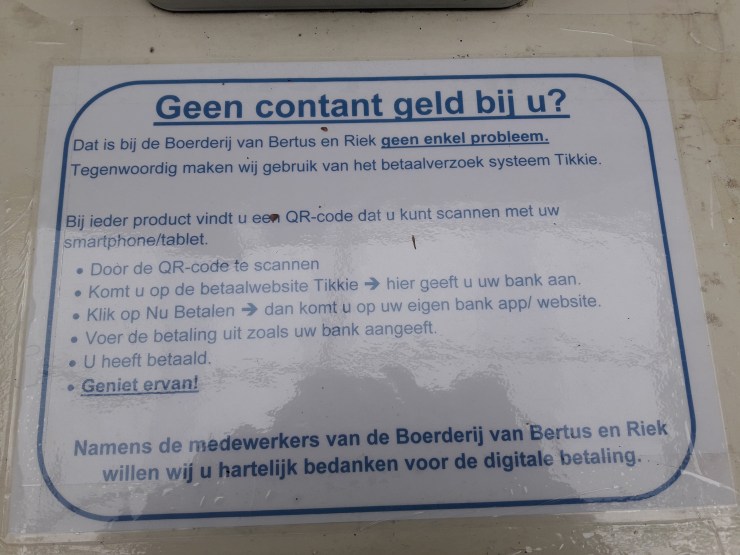 Geen contant geld bij u?
Dat is bij de Boerderij van Bertus en Riek geen enkel probleem.
Tegenwoordig maken wij gebruik van het betaalverzoek systeem Tikkie.
Bij ieder product vindt u een QR-code dat u kunt scannen met uw
smartphone/tablet.
• Door de QR-code te scannen
• Komt u op de betaalwebsite Tikkie → hier geeft u uw bank aan.
• Klik op Nu Betalen → dan komt u op uw eigen bank app/ website.
• Voer de betaling uit zoals uw bank aangeeft.
• U heeft betaald.
• Geniet ervan!
Namens de medewerkers van de Boerderij van Bertus en Riek
willen wij u hartelijk bedanken voor de digitale betaling.